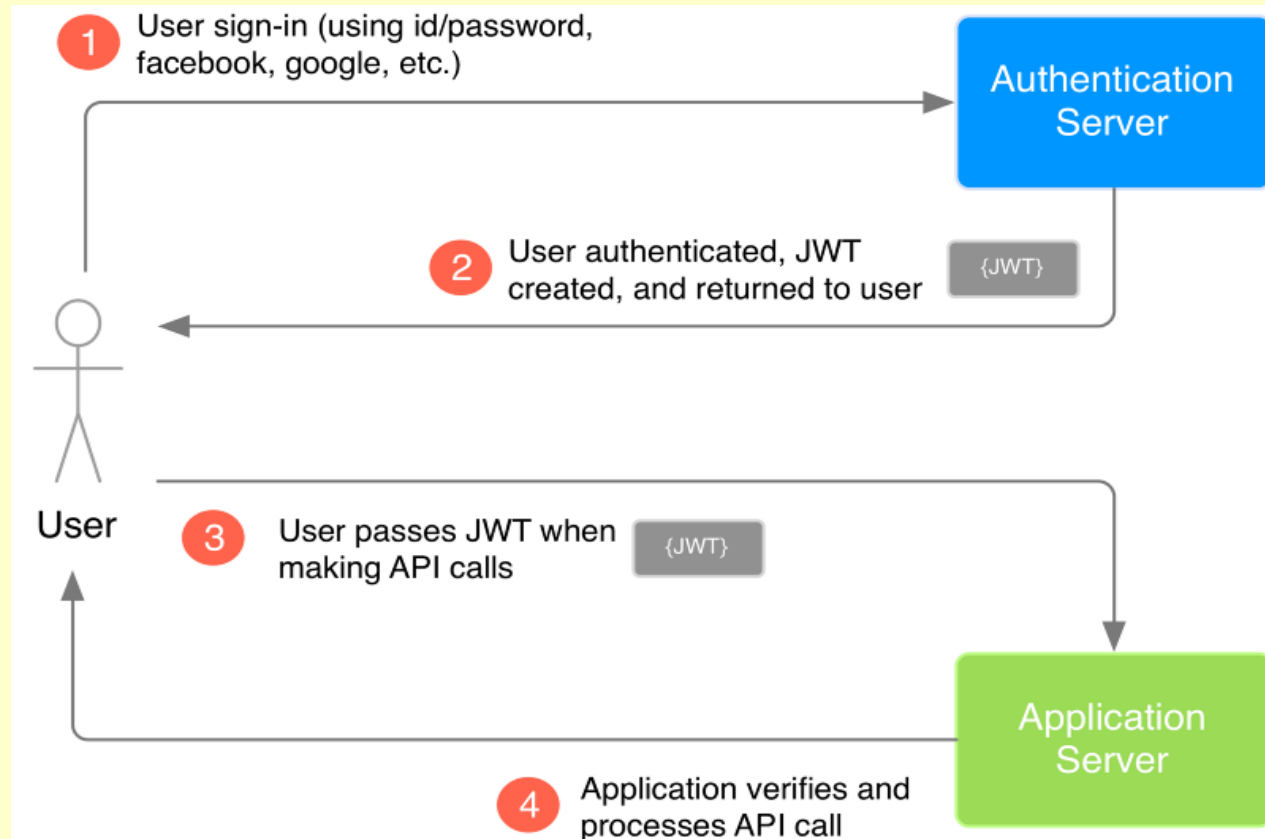 1
User sign-in (using id/password,
facebook, google, etc.)
Authentication
Server
2
User authenticated, JWT
created, and returned to user
{JWT}
User
3
User passes JWT when
making API calls
{JWT}
Application
Server
4
Application verifies and
processes API call